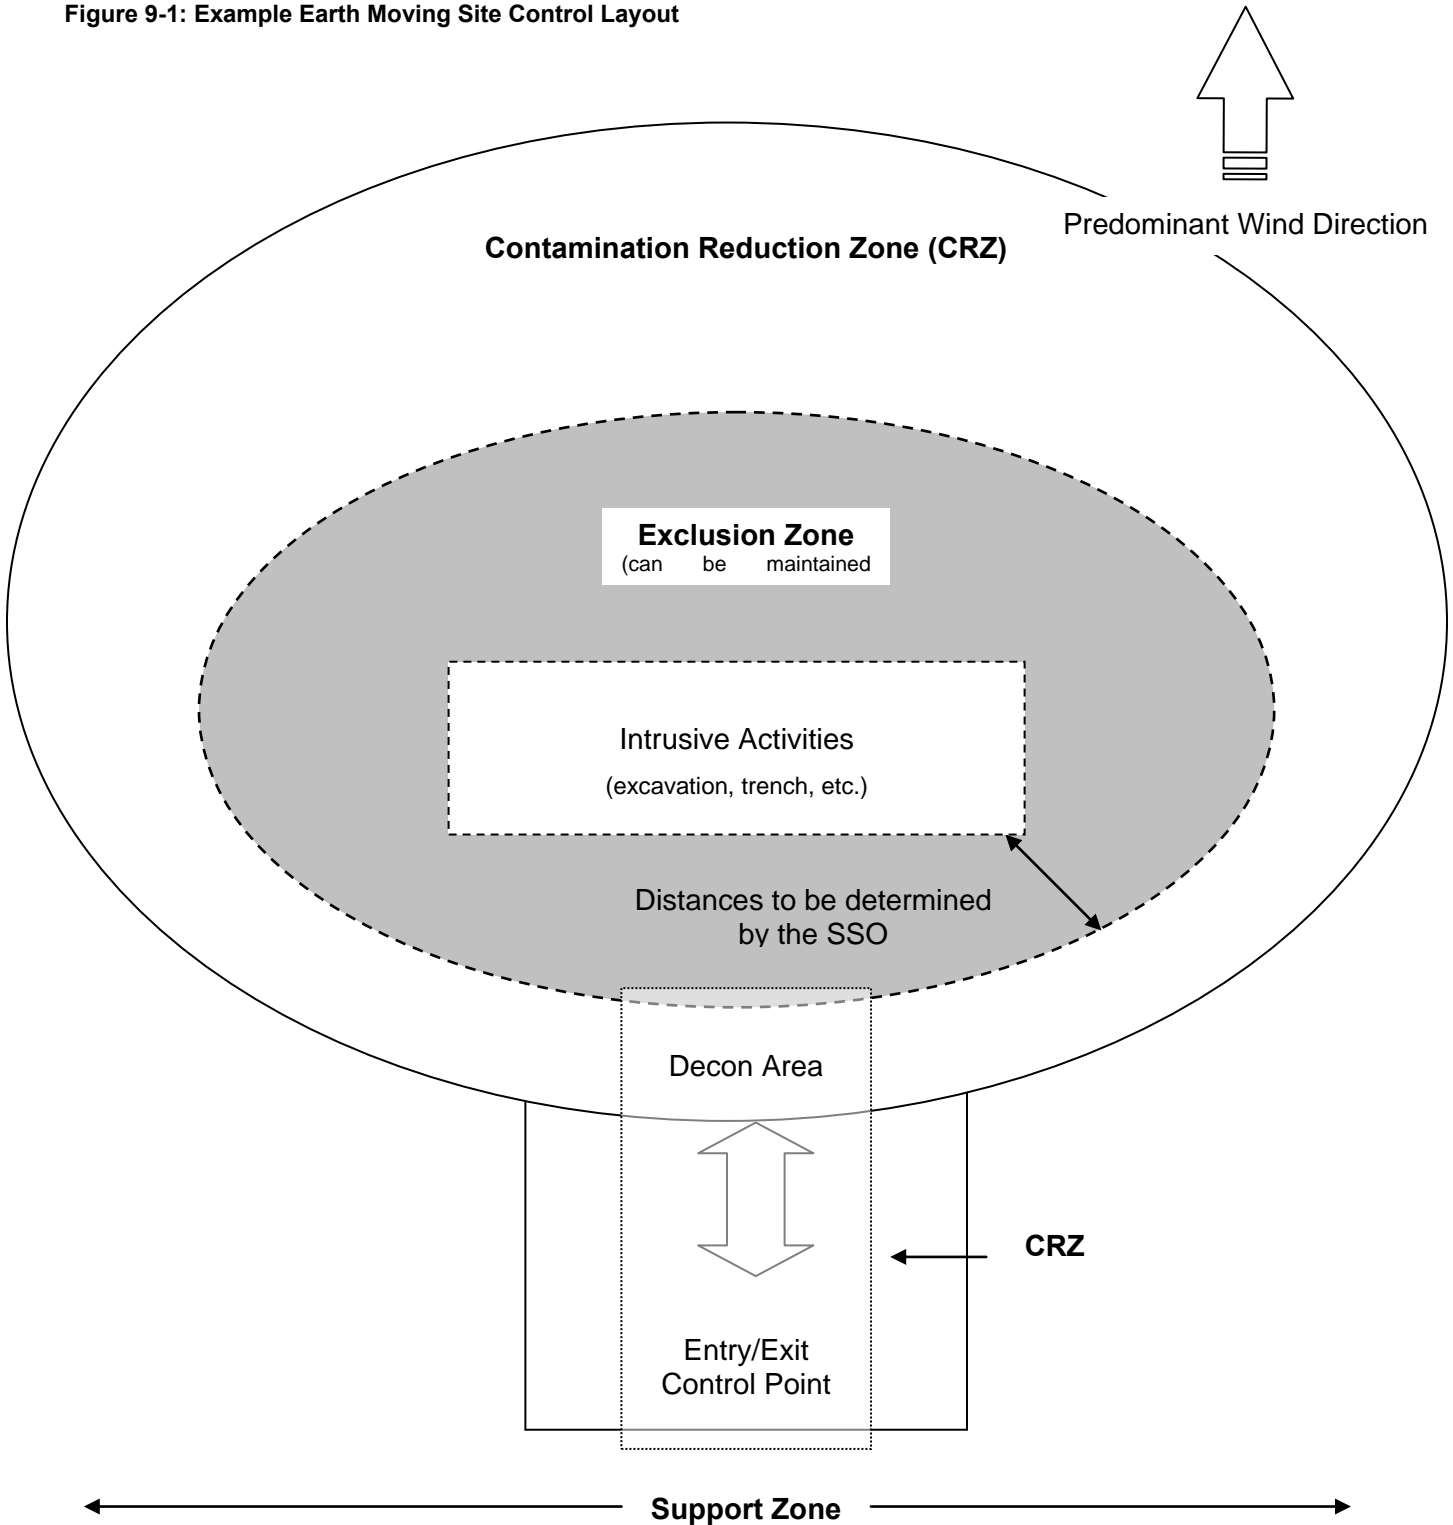 Figure 9-1: Example Earth Moving Site Control Layout
Predominant Wind Direction
Contamination Reduction Zone (CRZ)
Exclusion Zone
(can be maintained
Intrusive Activities
(excavation, trench, etc.)
Distances to be determined
by the SSO
Decon Area
CRZ
Entry/Exit
Control Point
Support Zone